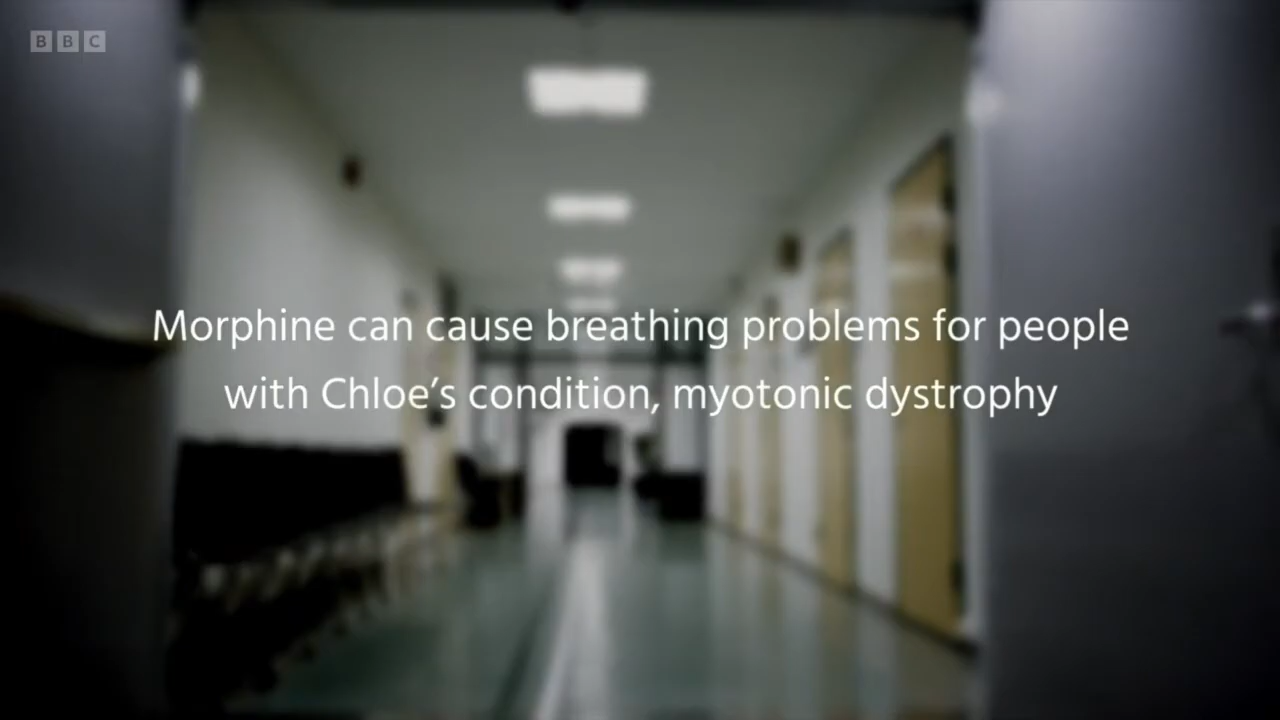 BBC
Morphine can cause breathing problems for people
with Chloe’s condition, myotonic dystrophy